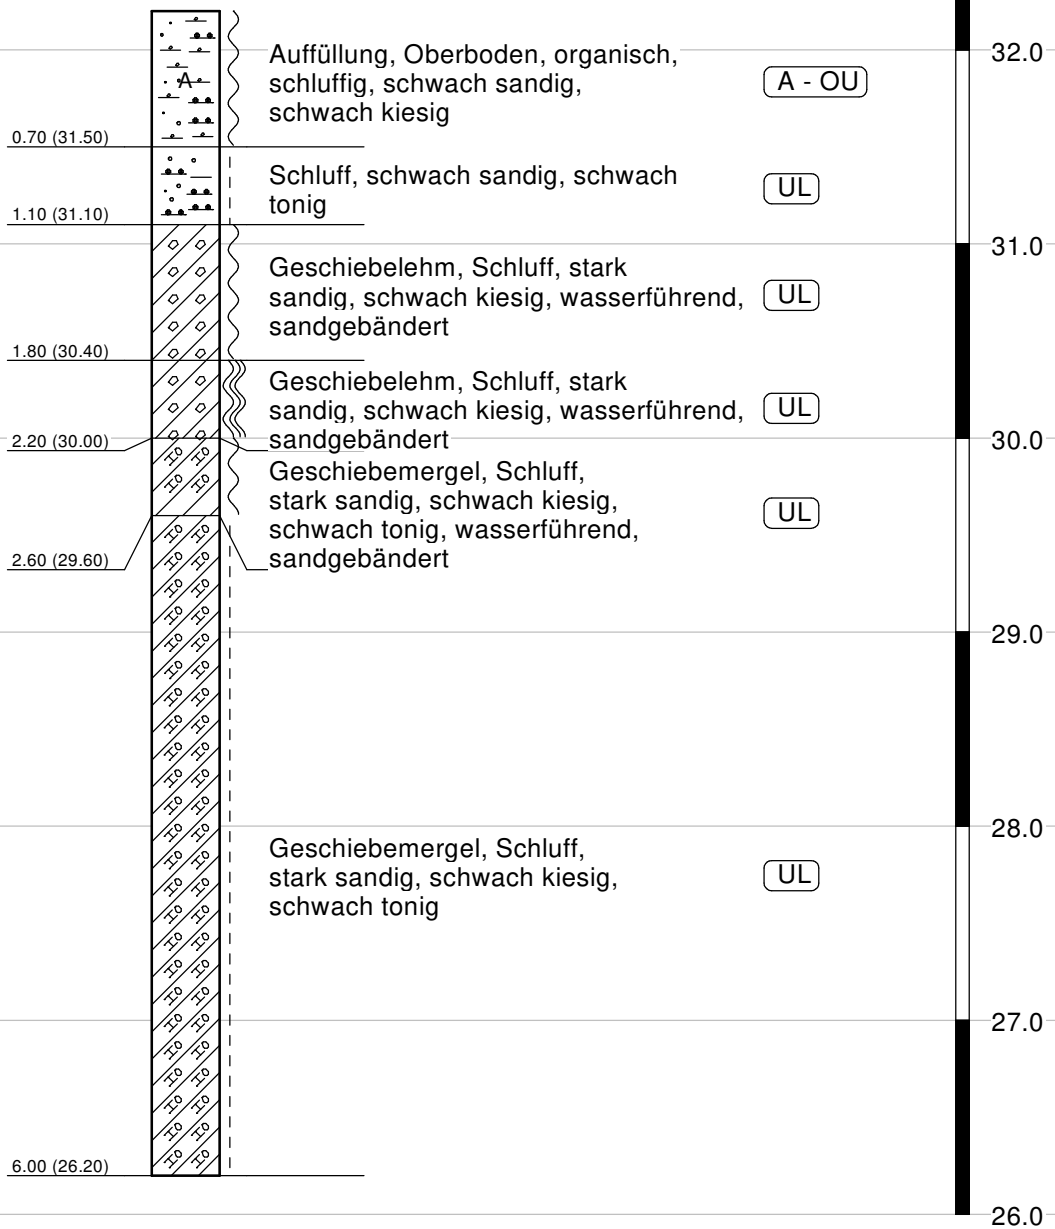 32.0
Auffüllung, Oberboden, organisch,
schluffig, schwach sandig,
schwach kiesig
A - OU
A
0.70 (31.50)
Schluff, schwach sandig, schwach
tonig
UL
1.10 (31.10)
31.0
Geschiebelehm, Schluff, stark
sandig, schwach kiesig, wasserführend,
sandgebändert
UL
1.80 (30.40)
Geschiebelehm, Schluff, stark
sandig, schwach kiesig, wasserführend,
sandgebändert
UL
2.20 (30.00)
30.0
Geschiebemergel, Schluff,
stark sandig, schwach kiesig,
schwach tonig, wasserführend,
sandgebändert
UL
2.60 (29.60)
29.0
28.0
Geschiebemergel, Schluff,
stark sandig, schwach kiesig,
schwach tonig
UL
27.0
6.00 (26.20)
26.0